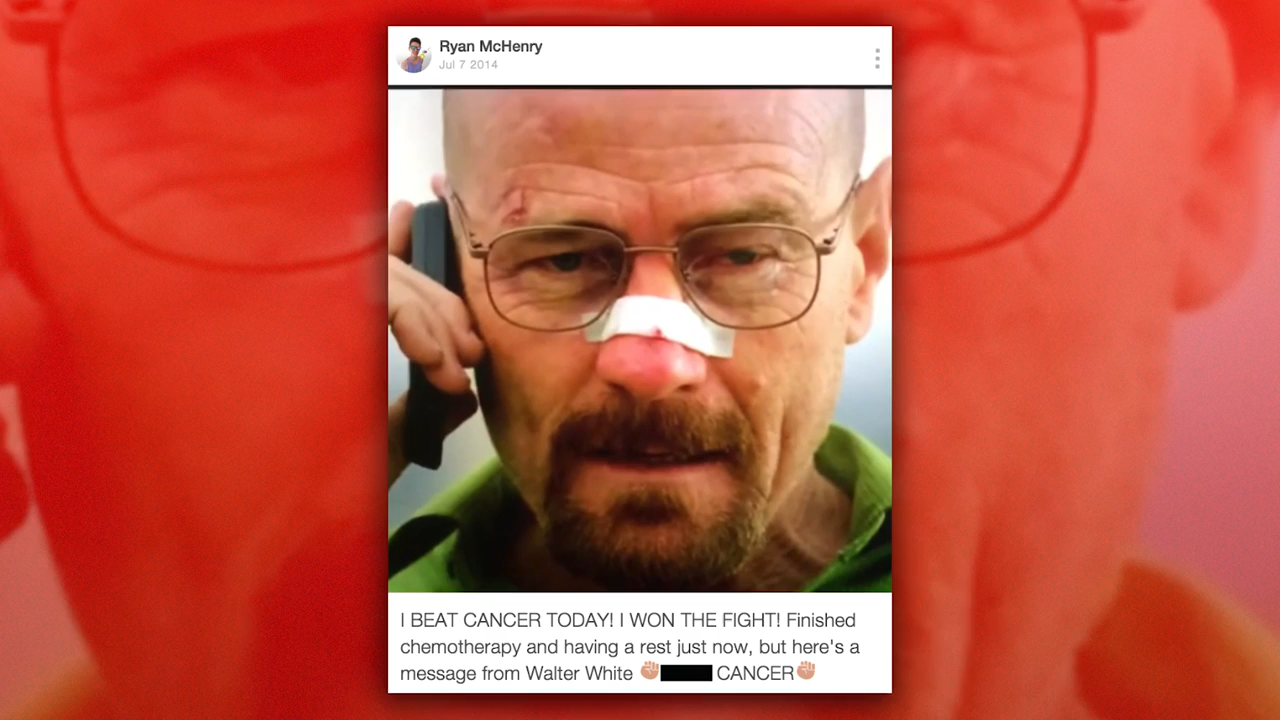 Ryan McHenry
Jul 7 2014
I BEAT CANCER TODAY! I WON THE FIGHT! Finished
chemotherapy and having a rest just now, but here's a
message from Walter White ✊ CANCER✊